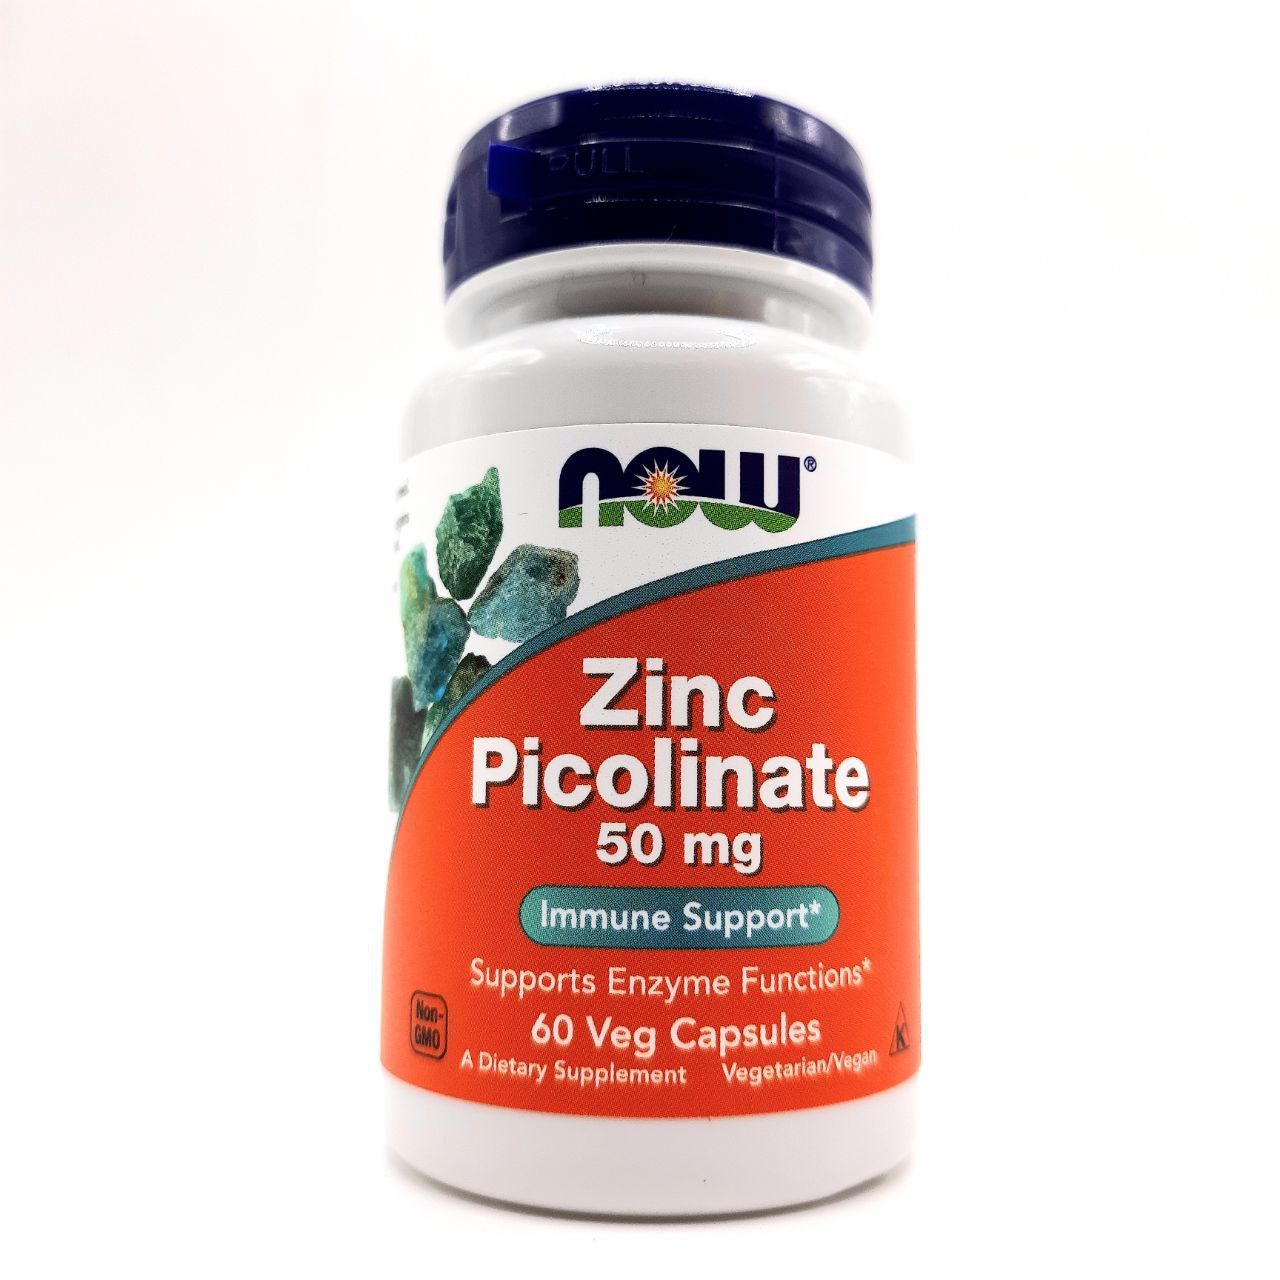 PULL
NOW®
Zinc
Picolinate
50 mg
Immune Support*
Supports Enzyme Functions*
60 Veg Capsules
Non-
GMO
A Dietary Supplement
Vegetarian/Vegan
K